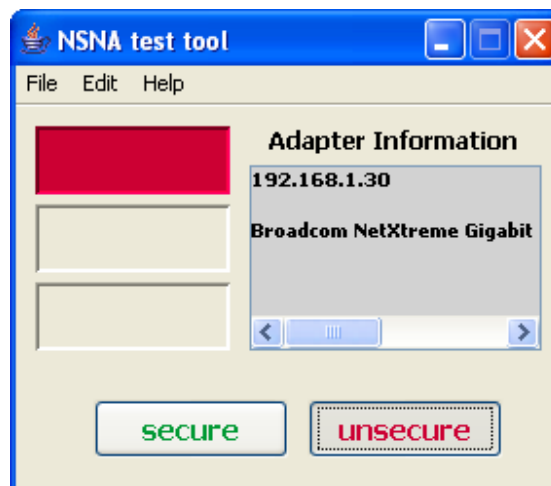 NSNA test tool
File Edit Help
Adapter Information
192.168.1.30
Broadcom NetXtreme Gigabit
secure
unsecure